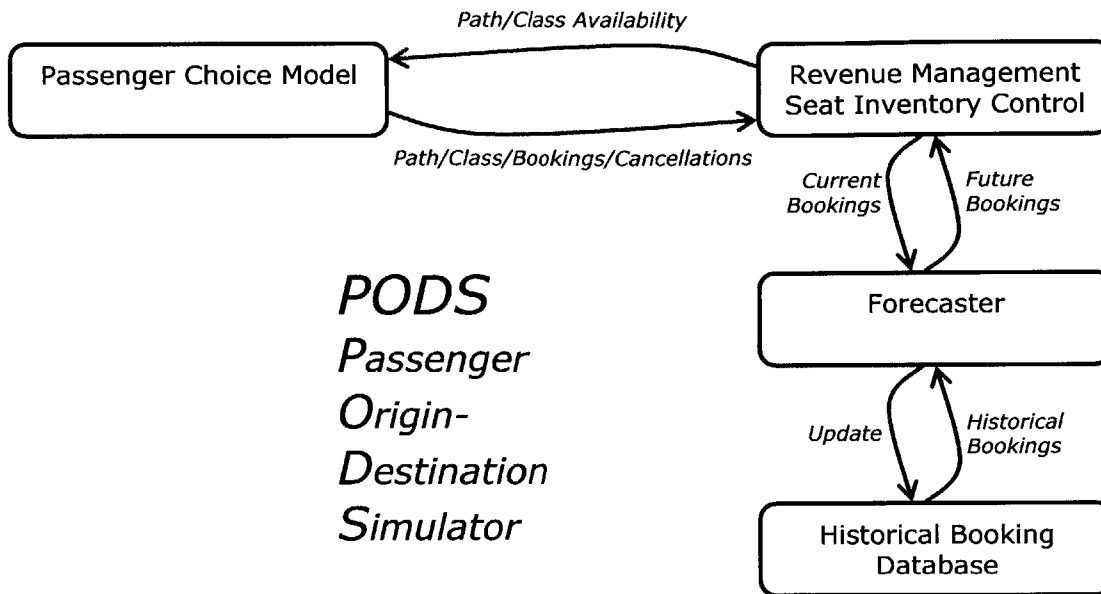 Path/Class Availability
Passenger Choice Model
Revenue Management
Seat Inventory Control
Path/Class/Bookings/Cancellations
Current
Bookings
Future
Bookings
PODS
Passenger
Origin-
Destination
Simulator
Forecaster
Update
Historical
Bookings
Historical Booking
Database